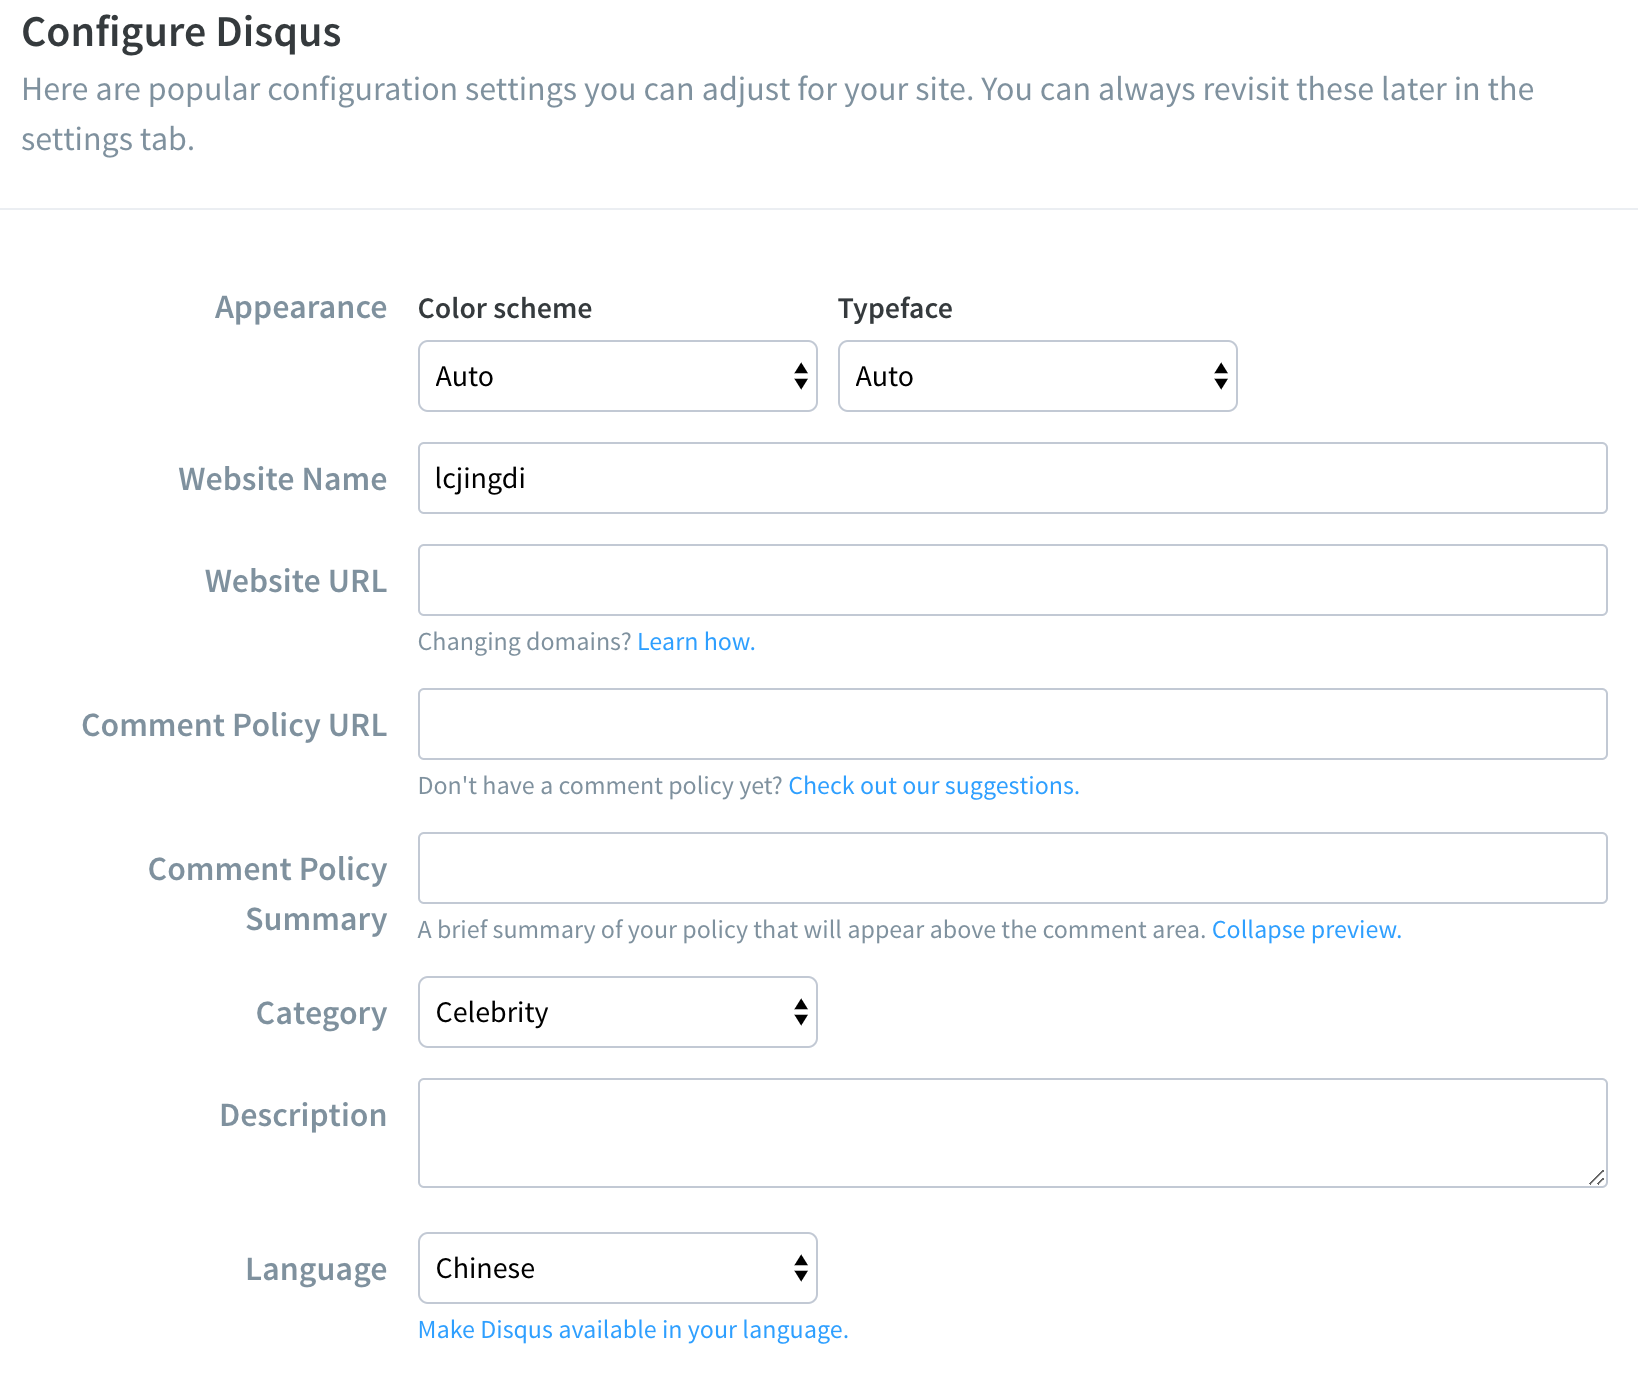 Configure Disqus
Here are popular configuration settings you can adjust for your site. You can always revisit these later in the
settings tab.
Appearance
Color scheme
Typeface
Auto
Auto
Website Name
lcjingdi
Website URL
Changing domains? Learn how.
Comment Policy URL
Don't have a comment policy yet? Check out our suggestions.
Comment Policy
Summary
A brief summary of your policy that will appear above the comment area. Collapse preview.
Category
Celebrity
Description
Language
Chinese
Make Disqus available in your language.